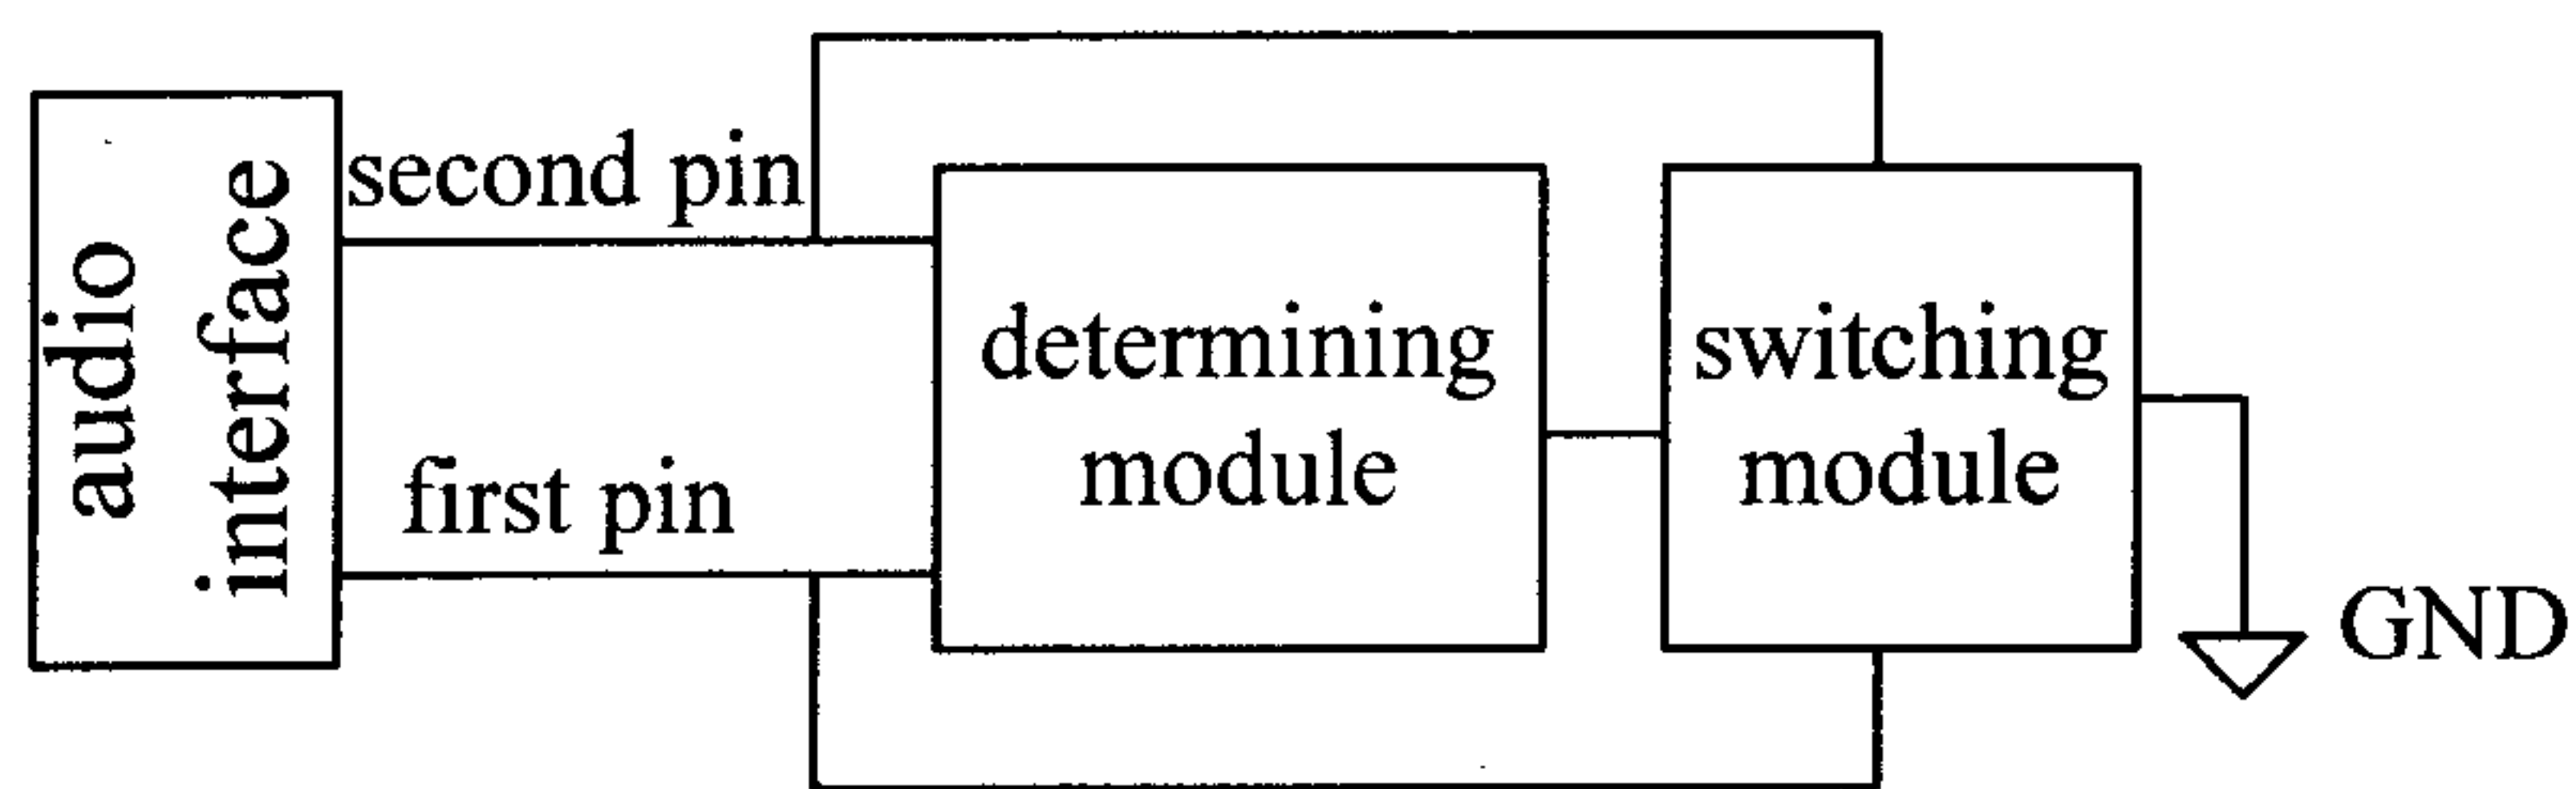 audio
interface
second pin
first pin
determining
module
switching
module
GND